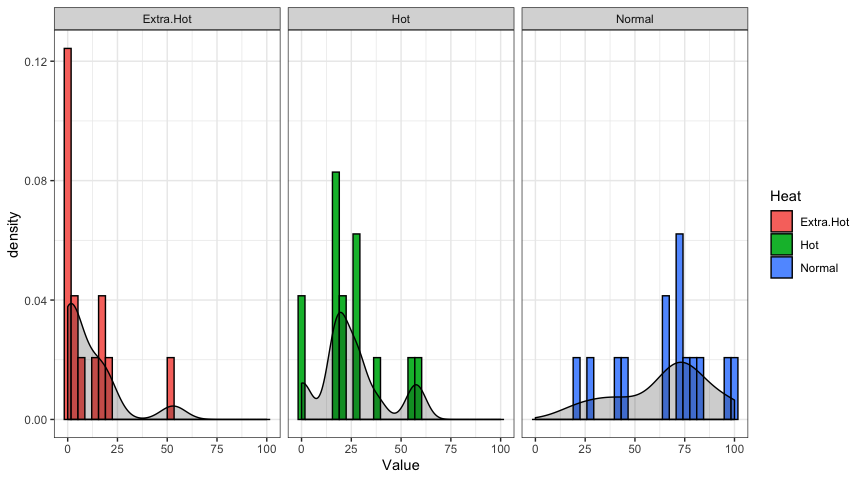 Extra.Hot Hot Normal
0.12
0.08
0.04
0.00
density
0 25 50 75 100 0 25 50 75 100 0 25 50 75 100
Value
Heat
Extra.Hot
Hot
Normal